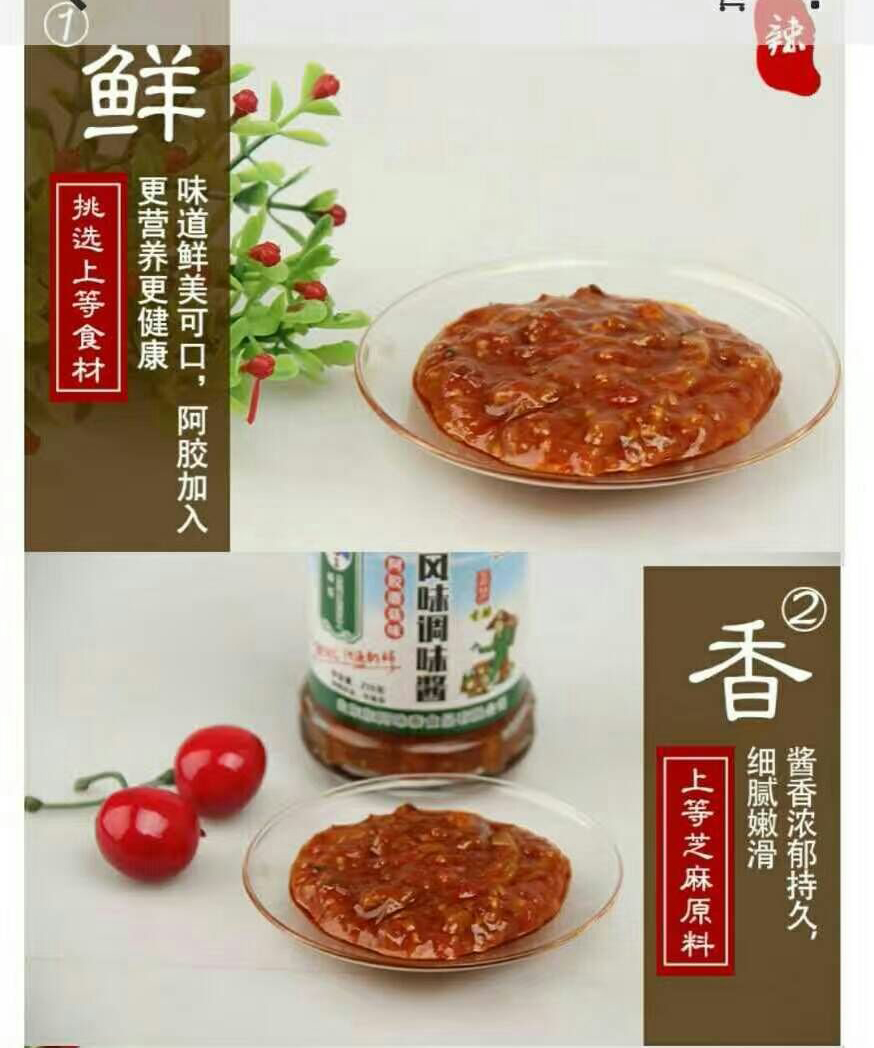 ①
鲜
味道鲜美可口，阿胶加入
更营养更健康
挑选上等食材
辣
风味调味酱
②
香
酱香浓郁持久，
细腻嫩滑
上等芝麻原料